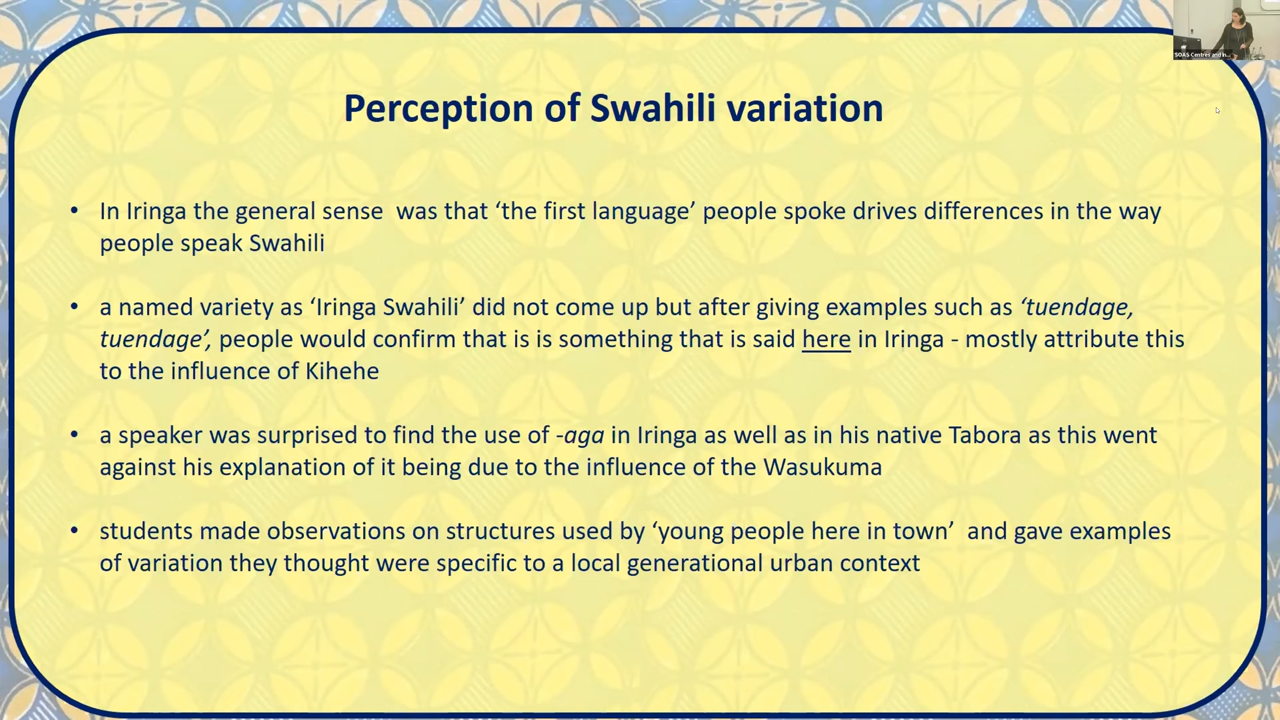 SOAS Centres and In...
Perception of Swahili variation
• In Iringa the general sense  was that ‘the first language’ people spoke drives differences in the way
people speak Swahili
• a named variety as ‘Iringa Swahili’ did not come up but after giving examples such as ‘tuendage,
tuendage’, people would confirm that is is something that is said here in Iringa - mostly attribute this
to the influence of Kihehe
• a speaker was surprised to find the use of -aga in Iringa as well as in his native Tabora as this went
against his explanation of it being due to the influence of the Wasukuma
• students made observations on structures used by ‘young people here in town’  and gave examples
of variation they thought were specific to a local generational urban context